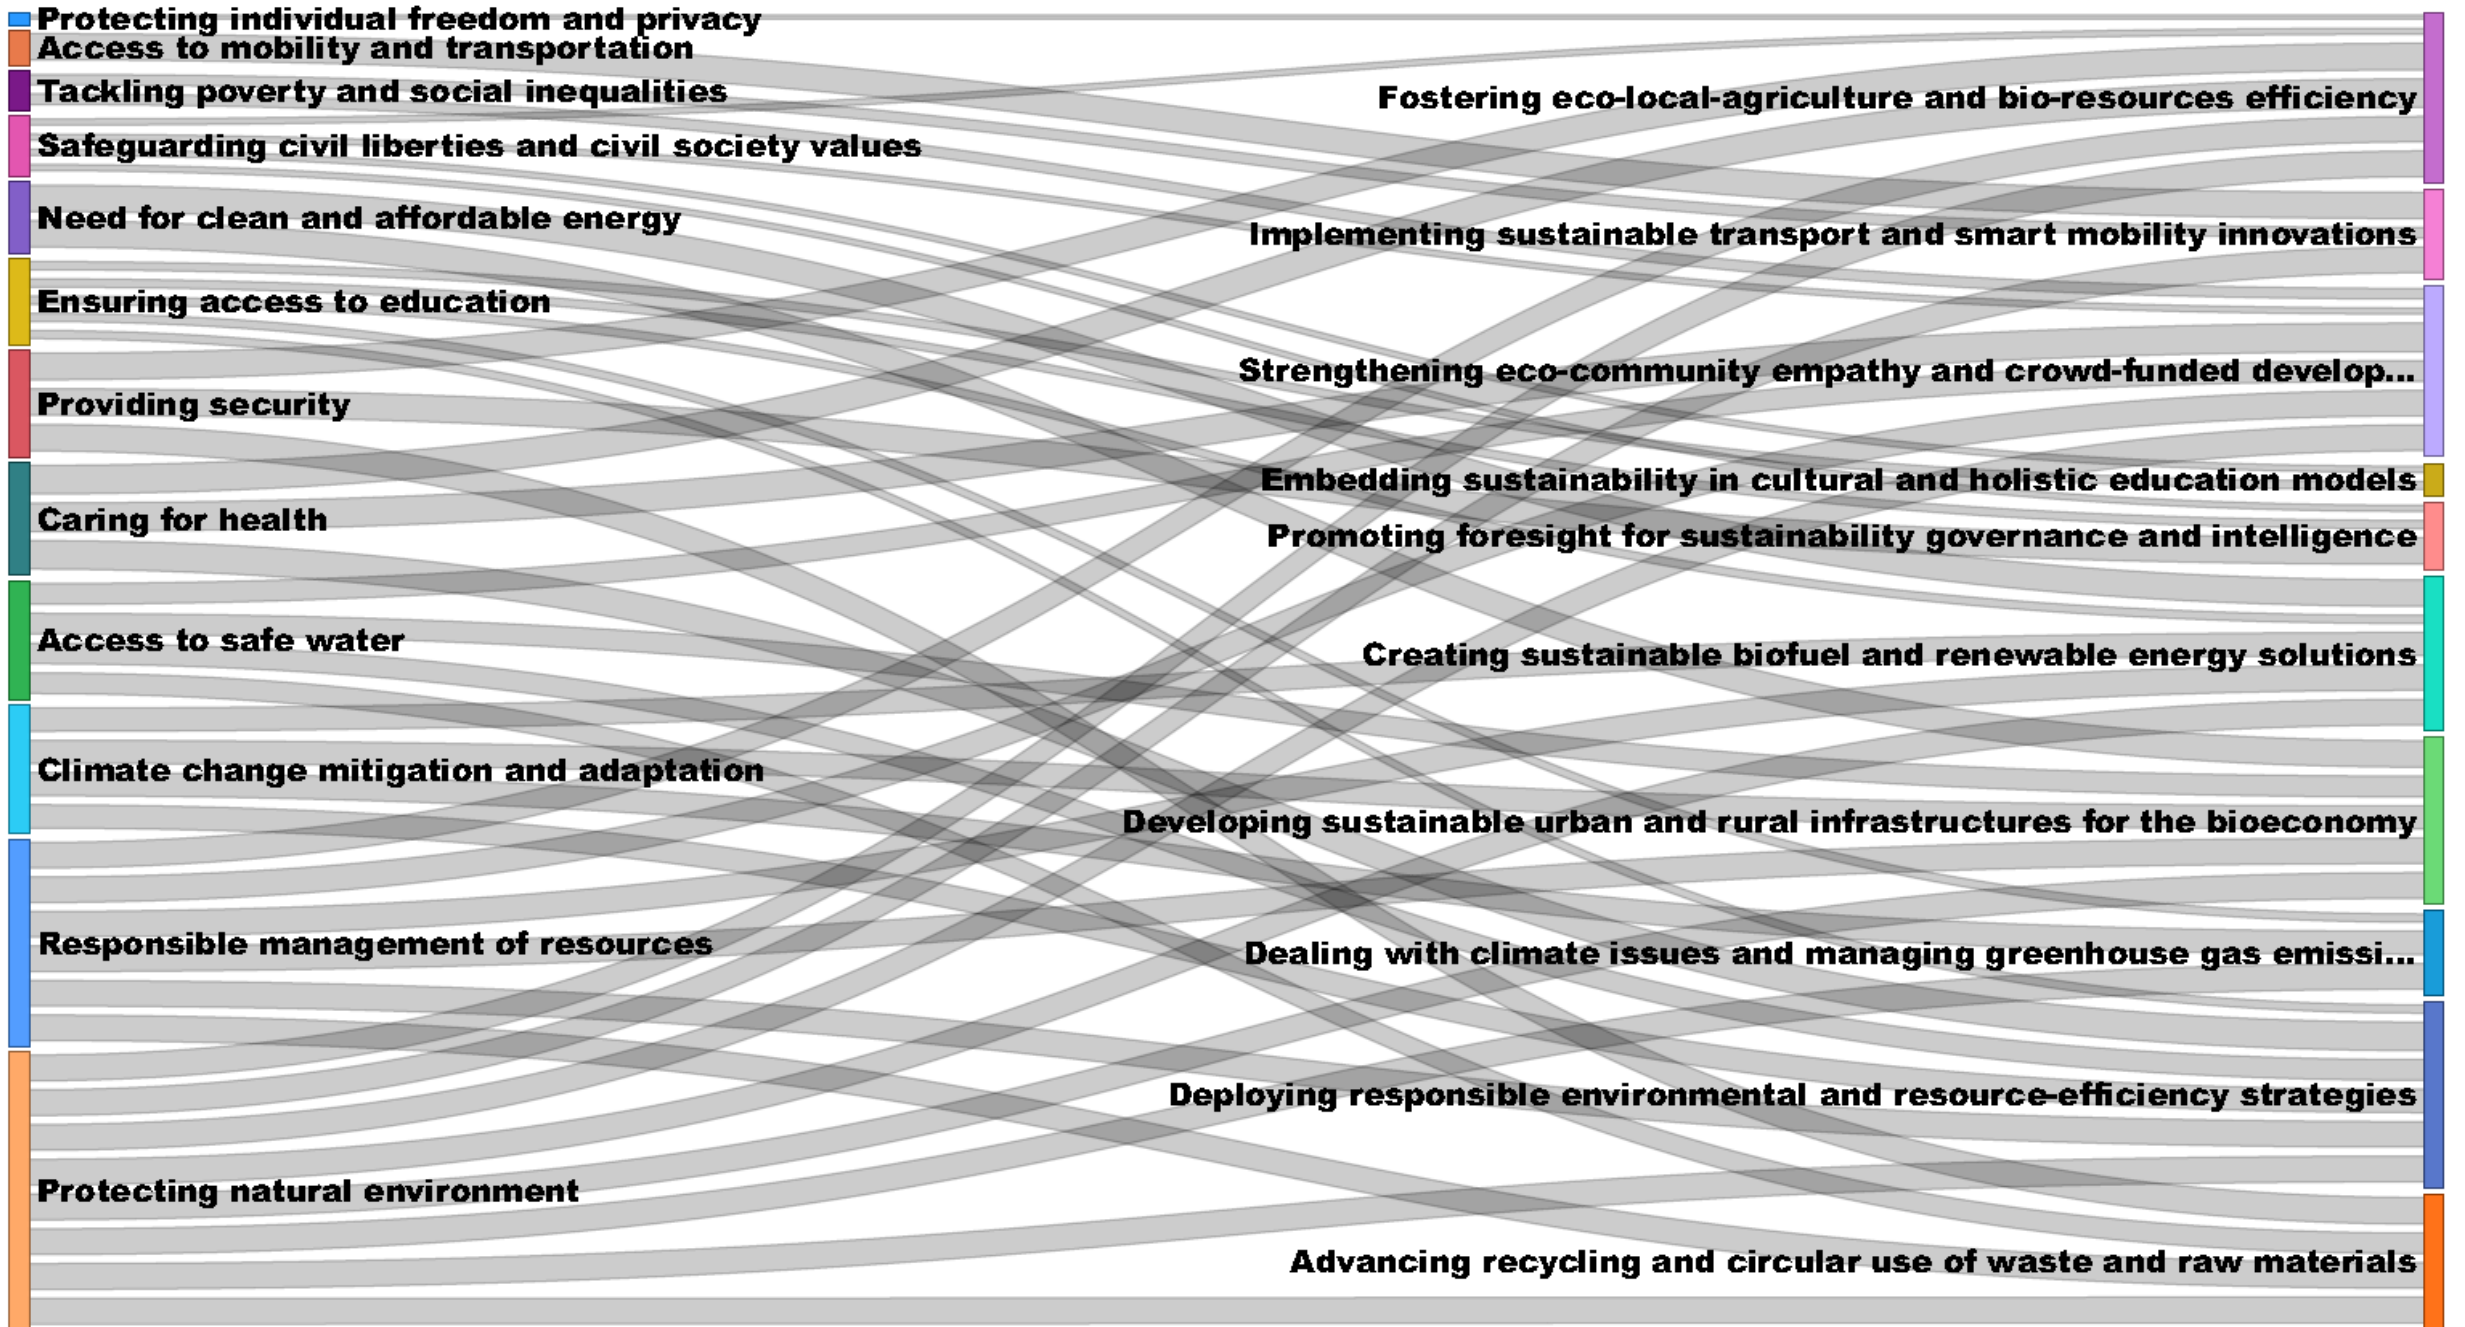 Protecting individual freedom and privacy
Access to mobility and transportation
Tackling poverty and social inequalities
Safeguarding civil liberties and civil society values
Need for clean and affordable energy
Ensuring access to education
Providing security
Caring for health
Access to safe water
Climate change mitigation and adaptation
Responsible management of resources
Protecting natural environment
Fostering eco-local-agriculture and bio-resources efficiency
Implementing sustainable transport and smart mobility innovations
Strengthening eco-community empathy and crowd-funded develop...
Embedding sustainability in cultural and holistic education models
Promoting foresight for sustainability governance and intelligence
Creating sustainable biofuel and renewable energy solutions
Developing sustainable urban and rural infrastructures for the bioeconomy
Dealing with climate issues and managing greenhouse gas emissi...
Deploying responsible environmental and resource-efficiency strategies
Advancing recycling and circular use of waste and raw materials